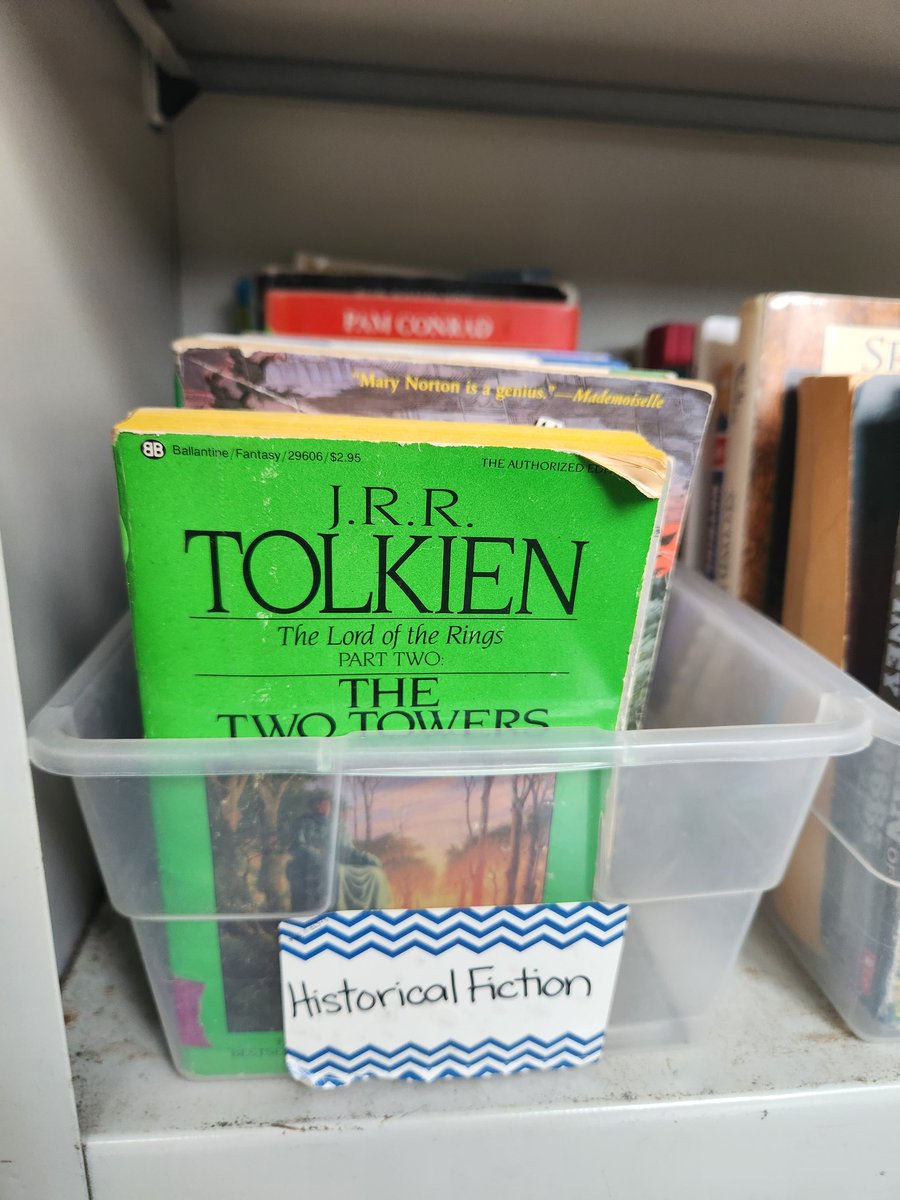 PAM CONRAD
"Mary Norton is a genius."—Mademoiselle
BB Ballantine/Fantasy/29606/$2.95
THE AUTHORIZED
J.R.R.
TOLKIEN
The Lord of the Rings
PART TWO:
THE
TWO TOWERS
Historical Fiction